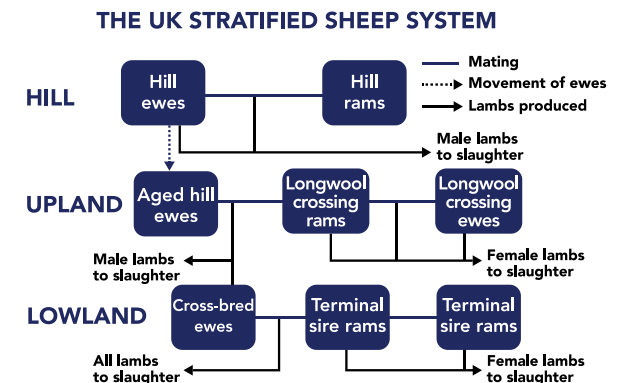 THE UK STRATIFIED SHEEP SYSTEM
HILL
Hill
ewes
Hill
rams
Mating
Movement of ewes
Lambs produced
Male lambs
to slaughter
UPLAND
Aged hill
ewes
Longwool
crossing
rams
Longwool
crossing
ewes
Male lambs
to slaughter
Female lambs
to slaughter
LOWLAND
Cross-bred
ewes
Terminal
sire rams
Terminal
sire rams
All lambs
to slaughter
Female lambs
to slaughter